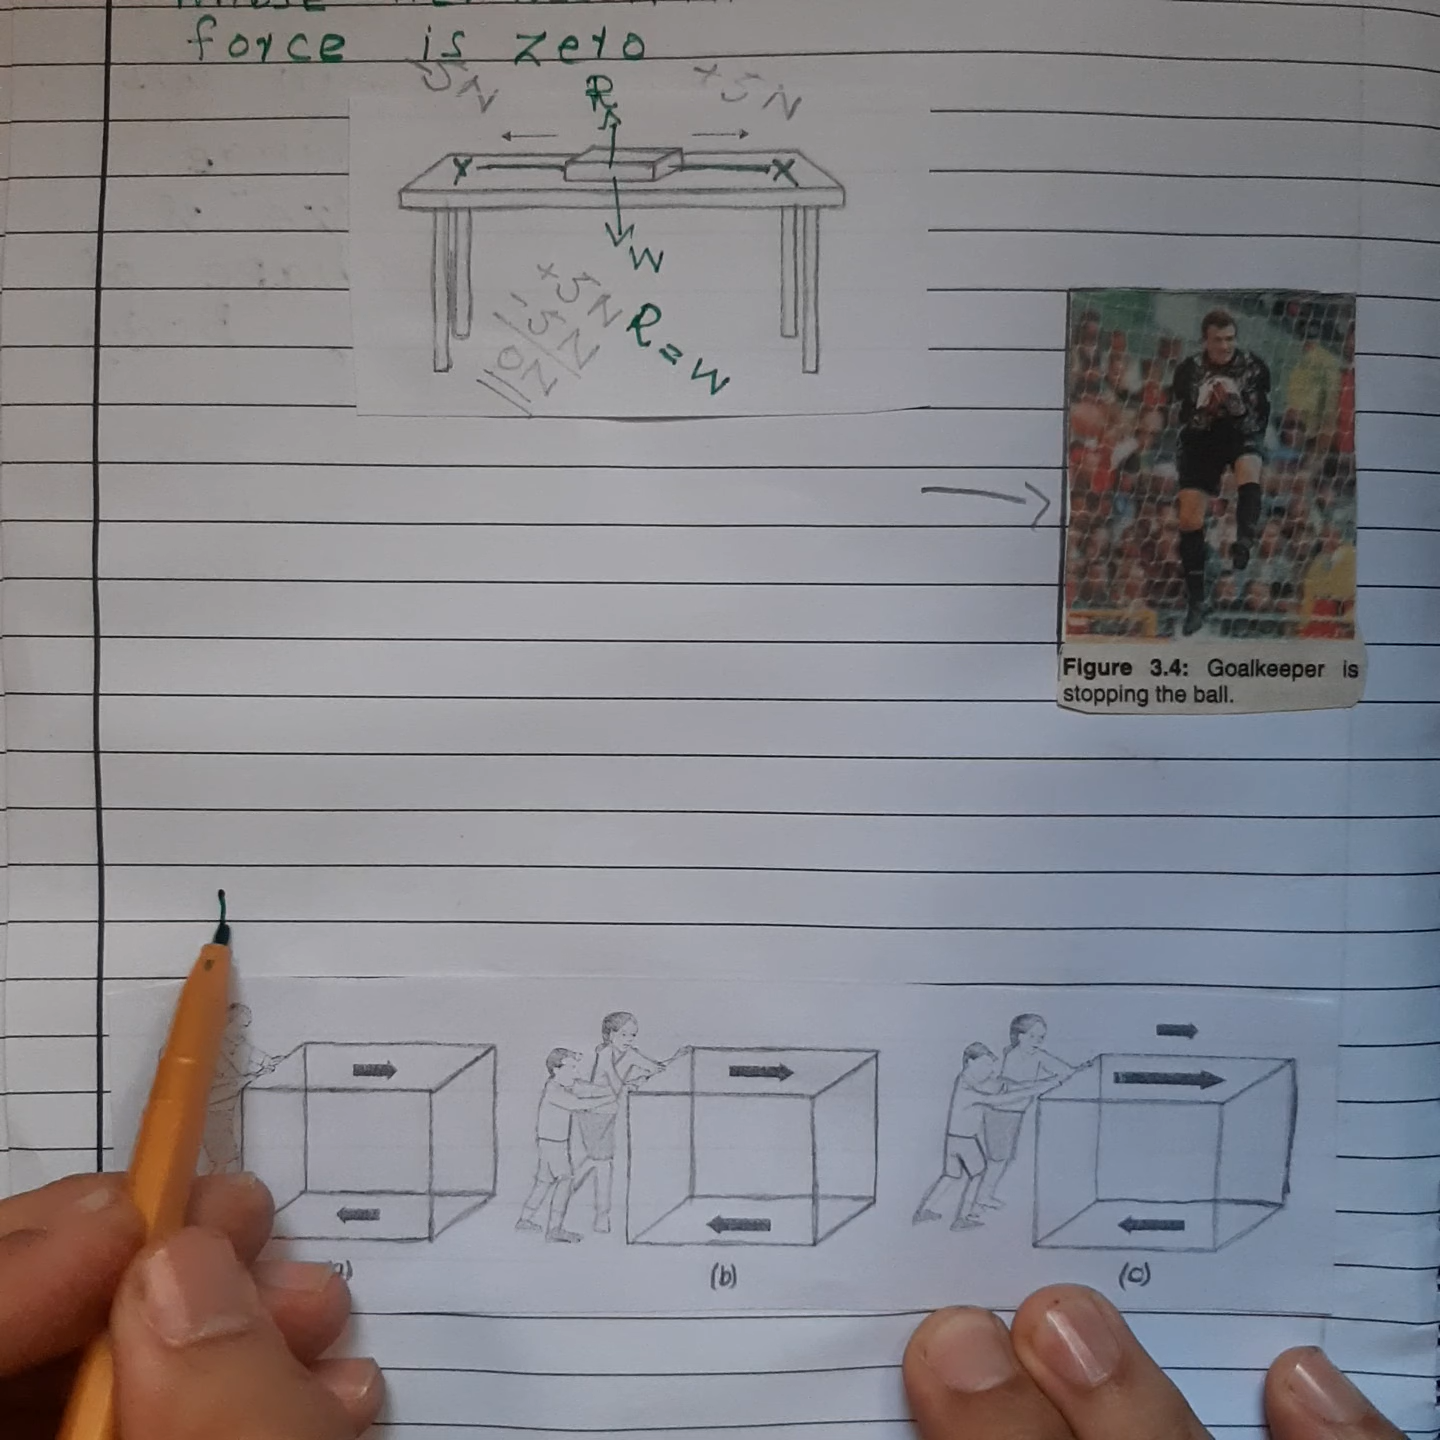 force is zero
-5N
+5N
R
X
X
W
+5N
-5N
0N
R = W
Figure 3.4: Goalkeeper is
stopping the ball.
(b)
(c)